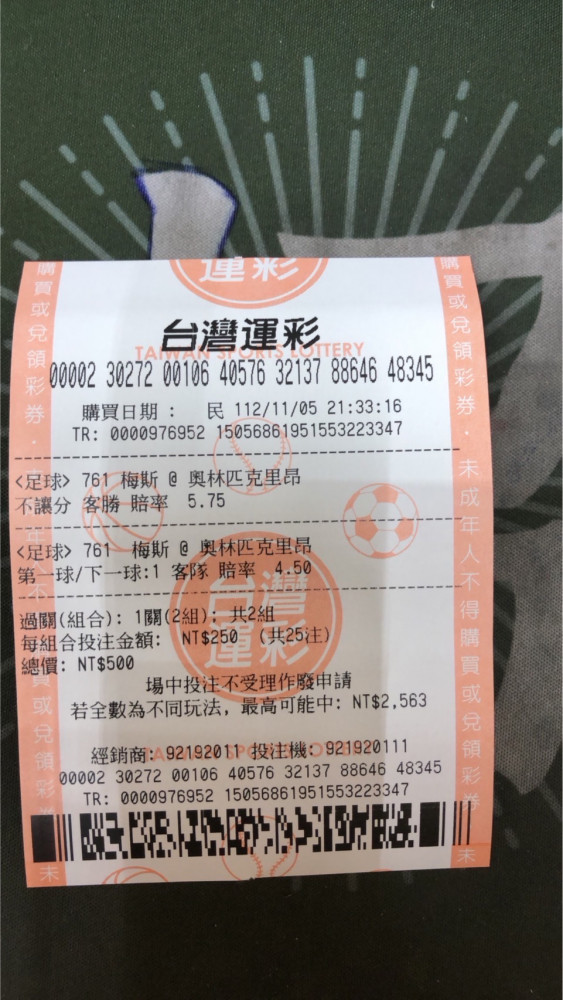 運彩
台灣運彩
TAIWAN SPORTS LOTTERY
00002 30272 00106 40576 32137 88646 48345
購買日期： 民 112/11/05 21:33:16
TR: 0000976952 15056861951553223347
<足球> 761 梅斯 @ 奧林匹克里昂
不讓分 客勝 賠率 5.75
<足球> 761 梅斯 @ 奧林匹克里昂
第一球/下一球:1 客隊 賠率 4.50
過關(組合): 1關(2組): 共2組
每組合投注金額: NT$250 (共25注)
總價: NT$500
台灣
運彩
場中投注不受理作廢申請
若全數為不同玩法, 最高可能中: NT$2,563
經銷商: 92192011 投注機: 921920111
00002 30272 00106 40576 32137 88646 48345
TR: 0000976952 15056861951553223347
購買或兌領彩券．未
購買或兌領彩券．未成年人不得購買或兌領彩券